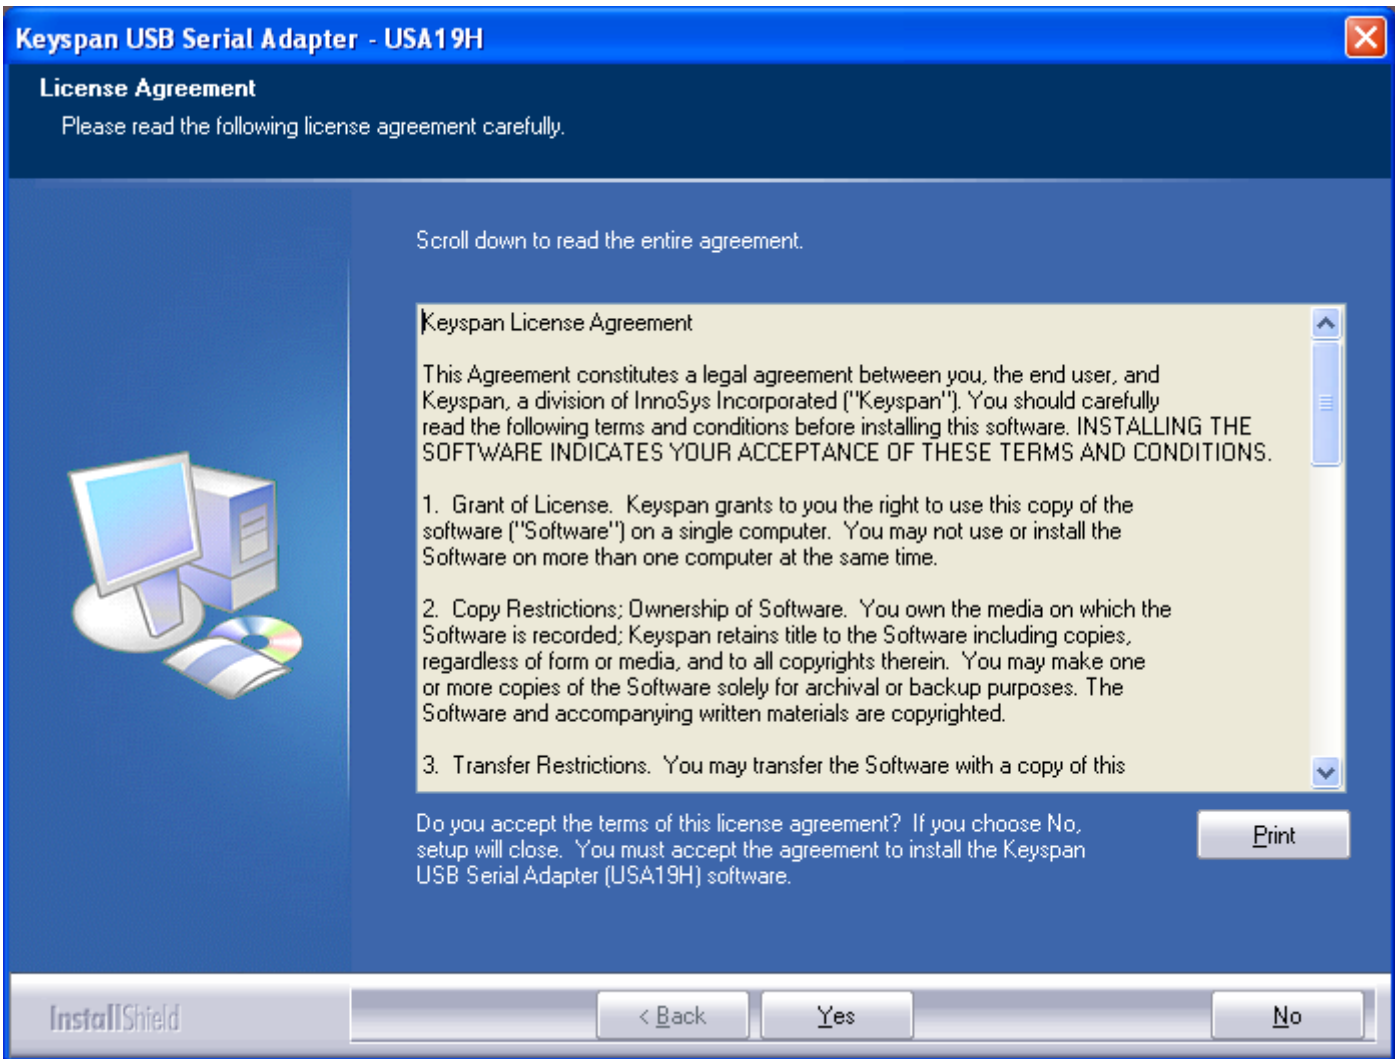 Keyspan USB Serial Adapter - USA19H
License Agreement
Please read the following license agreement carefully.
Scroll down to read the entire agreement.
Keyspan License Agreement
This Agreement constitutes a legal agreement between you, the end user, and
Keyspan, a division of InnoSys Incorporated ("Keyspan"). You should carefully
read the following terms and conditions before installing this software. INSTALLING THE
SOFTWARE INDICATES YOUR ACCEPTANCE OF THESE TERMS AND CONDITIONS.
1.  Grant of License.  Keyspan grants to you the right to use this copy of the
software ("Software") on a single computer.  You may not use or install the
Software on more than one computer at the same time.
2.  Copy Restrictions; Ownership of Software.  You own the media on which the
Software is recorded; Keyspan retains title to the Software including copies,
regardless of form or media, and to all copyrights therein.  You may make one
or more copies of the Software solely for archival or backup purposes. The
Software and accompanying written materials are copyrighted.
3.  Transfer Restrictions.  You may transfer the Software with a copy of this
Do you accept the terms of this license agreement?  If you choose No,
setup will close.  You must accept the agreement to install the Keyspan
USB Serial Adapter (USA19H) software.
Print
InstallShield
< Back
Yes
No